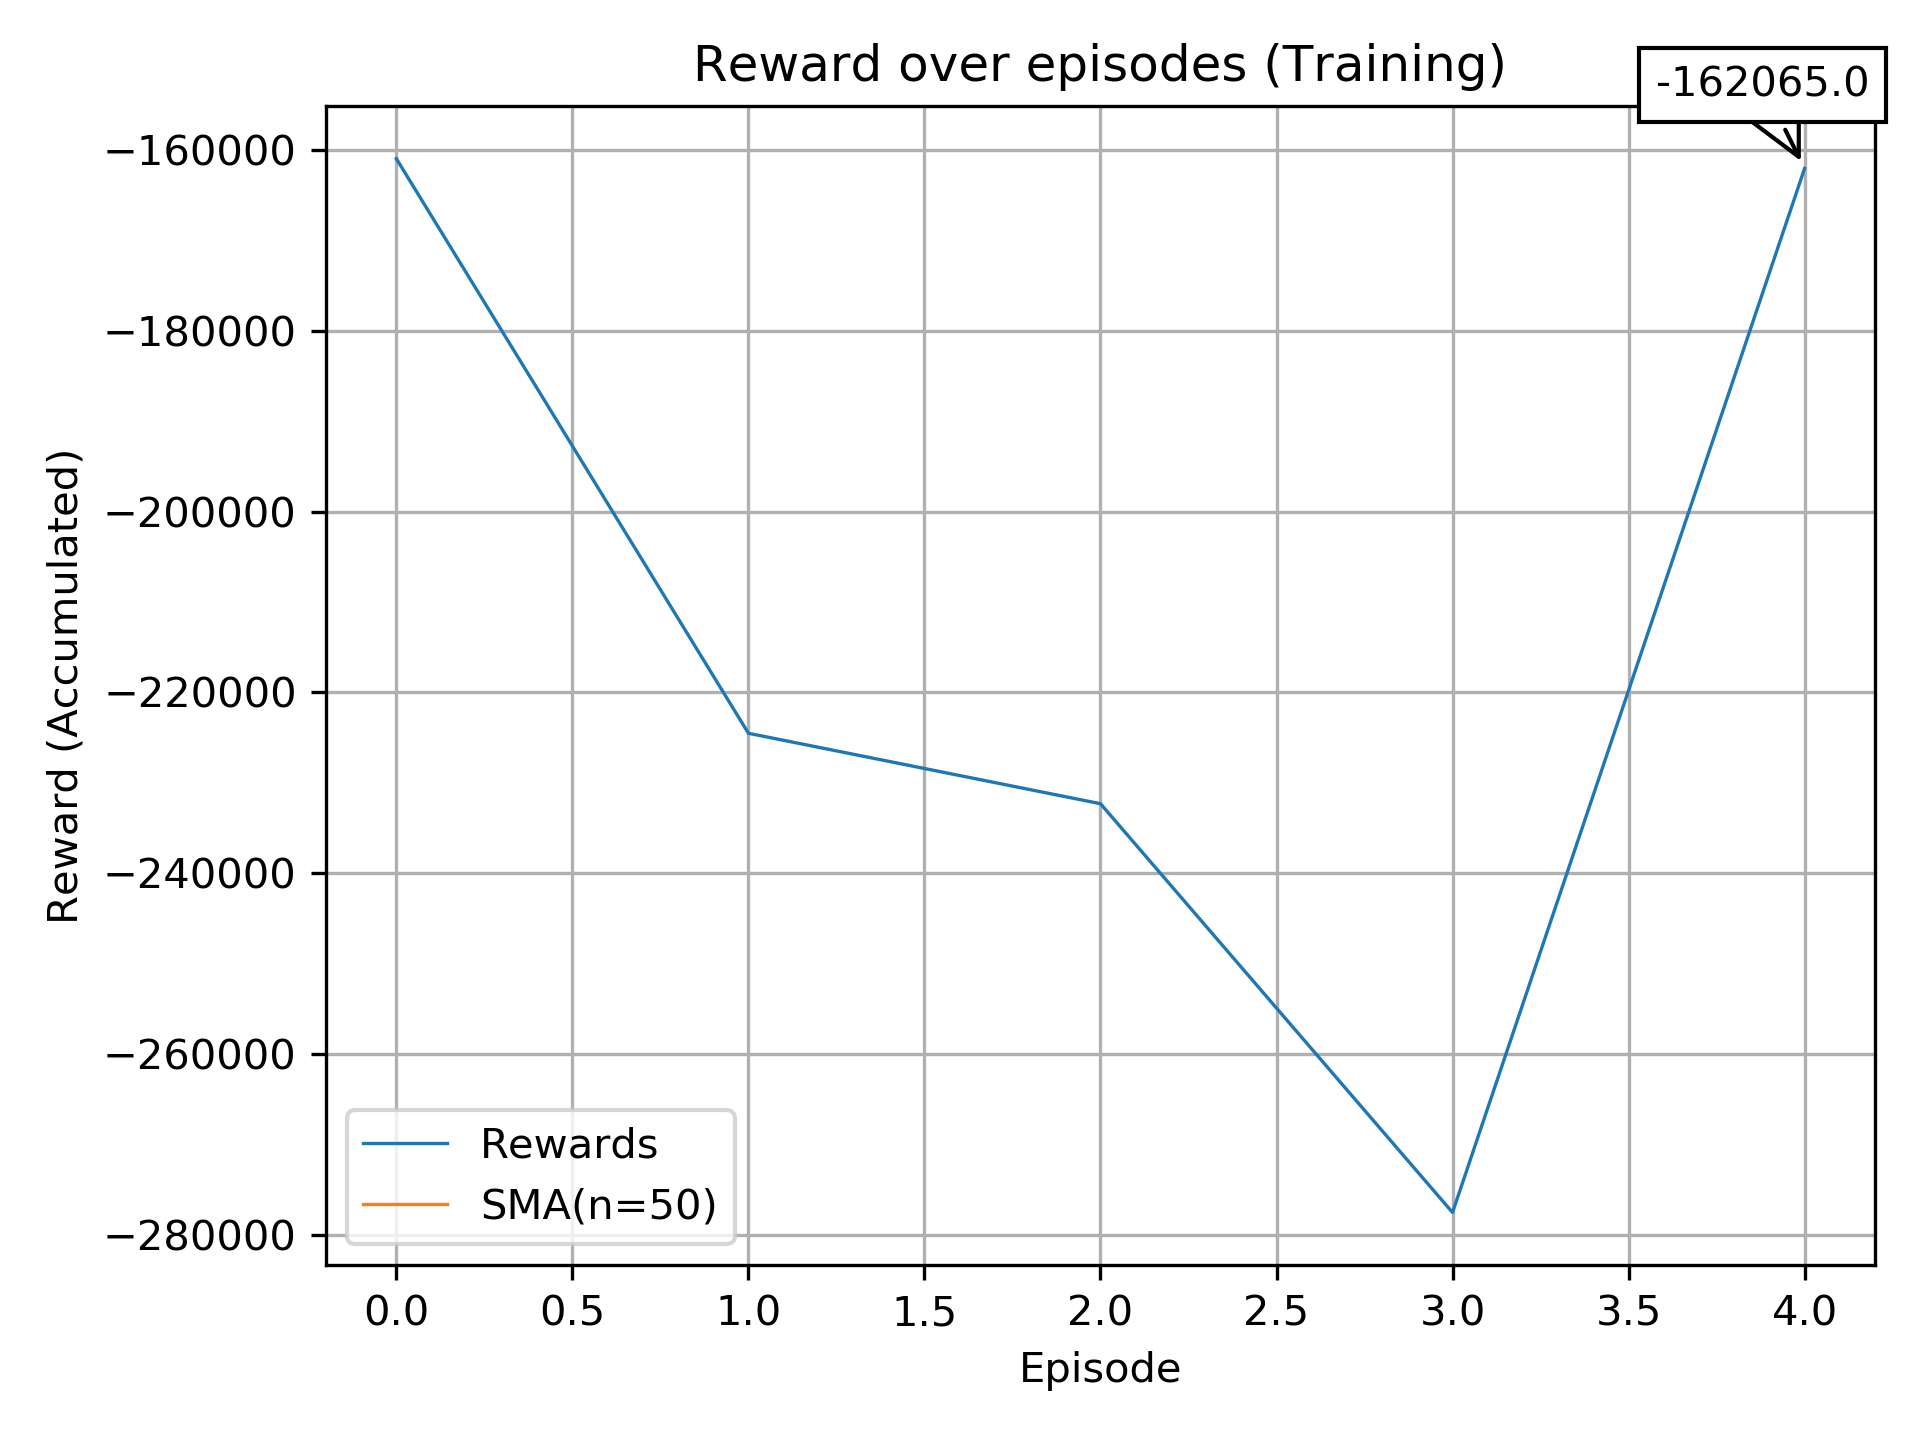 Reward over episodes (Training)
-162065.0
Reward (Accumulated)
−160000
−180000
−200000
−220000
−240000
−260000
−280000
Rewards
SMA(n=50)
0.0 0.5 1.0 1.5 2.0 2.5 3.0 3.5 4.0
Episode